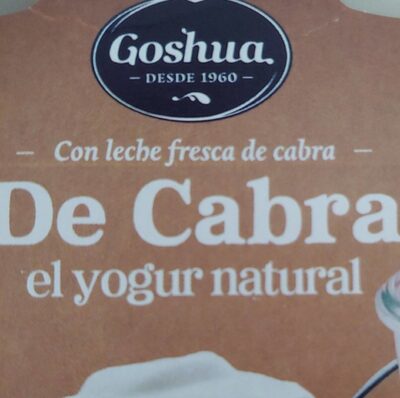 Goshua
— DESDE 1960 —
— Con leche fresca de cabra —
De Cabra
el yogur natural